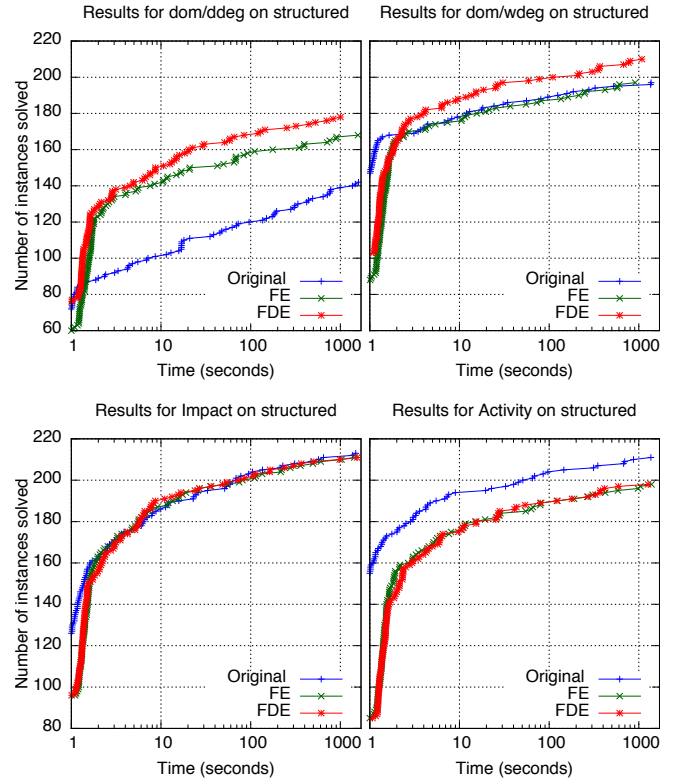 Results for dom/ddeg on structured
Number of instances solved
220
200
180
160
140
120
100
80
60
Original
FE
FDE
1 10 100 1000
Time (seconds)
Results for dom/wdeg on structured
Original
FE
FDE
1 10 100 1000
Time (seconds)
Results for Impact on structured
Number of instances solved
220
200
180
160
140
120
100
80
Original
FE
FDE
1 10 100 1000
Time (seconds)
Results for Activity on structured
Original
FE
FDE
1 10 100 1000
Time (seconds)